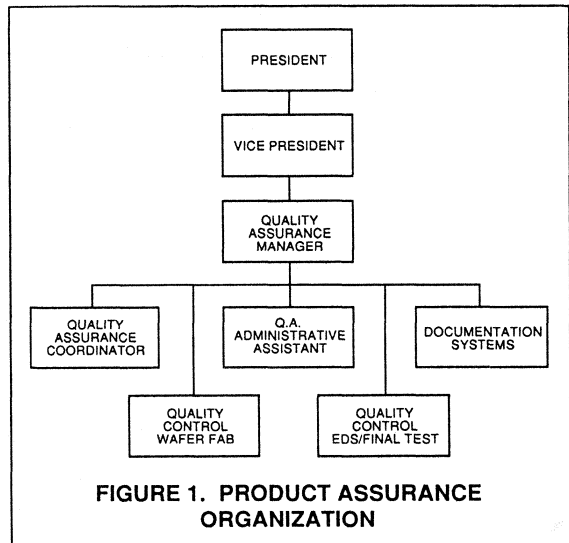 PRESIDENT
VICE PRESIDENT
QUALITY
ASSURANCE
MANAGER
QUALITY
ASSURANCE
COORDINATOR
Q.A.
ADMINISTRATIVE
ASSISTANT
DOCUMENTATION
SYSTEMS
QUALITY
CONTROL
WAFER FAB
QUALITY
CONTROL
EDS/FINAL TEST
FIGURE 1. PRODUCT ASSURANCE
ORGANIZATION